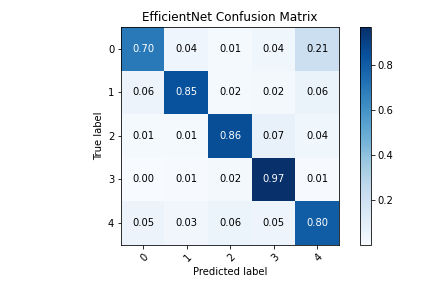 EfficientNet Confusion Matrix
0 0.70 0.04 0.01 0.04 0.21
1 0.06 0.85 0.02 0.02 0.06
2 0.01 0.01 0.86 0.07 0.04
3 0.00 0.01 0.02 0.97 0.01
4 0.05 0.03 0.06 0.05 0.80
0 1 2 3 4
True label
Predicted label
0.8
0.6
0.4
0.2